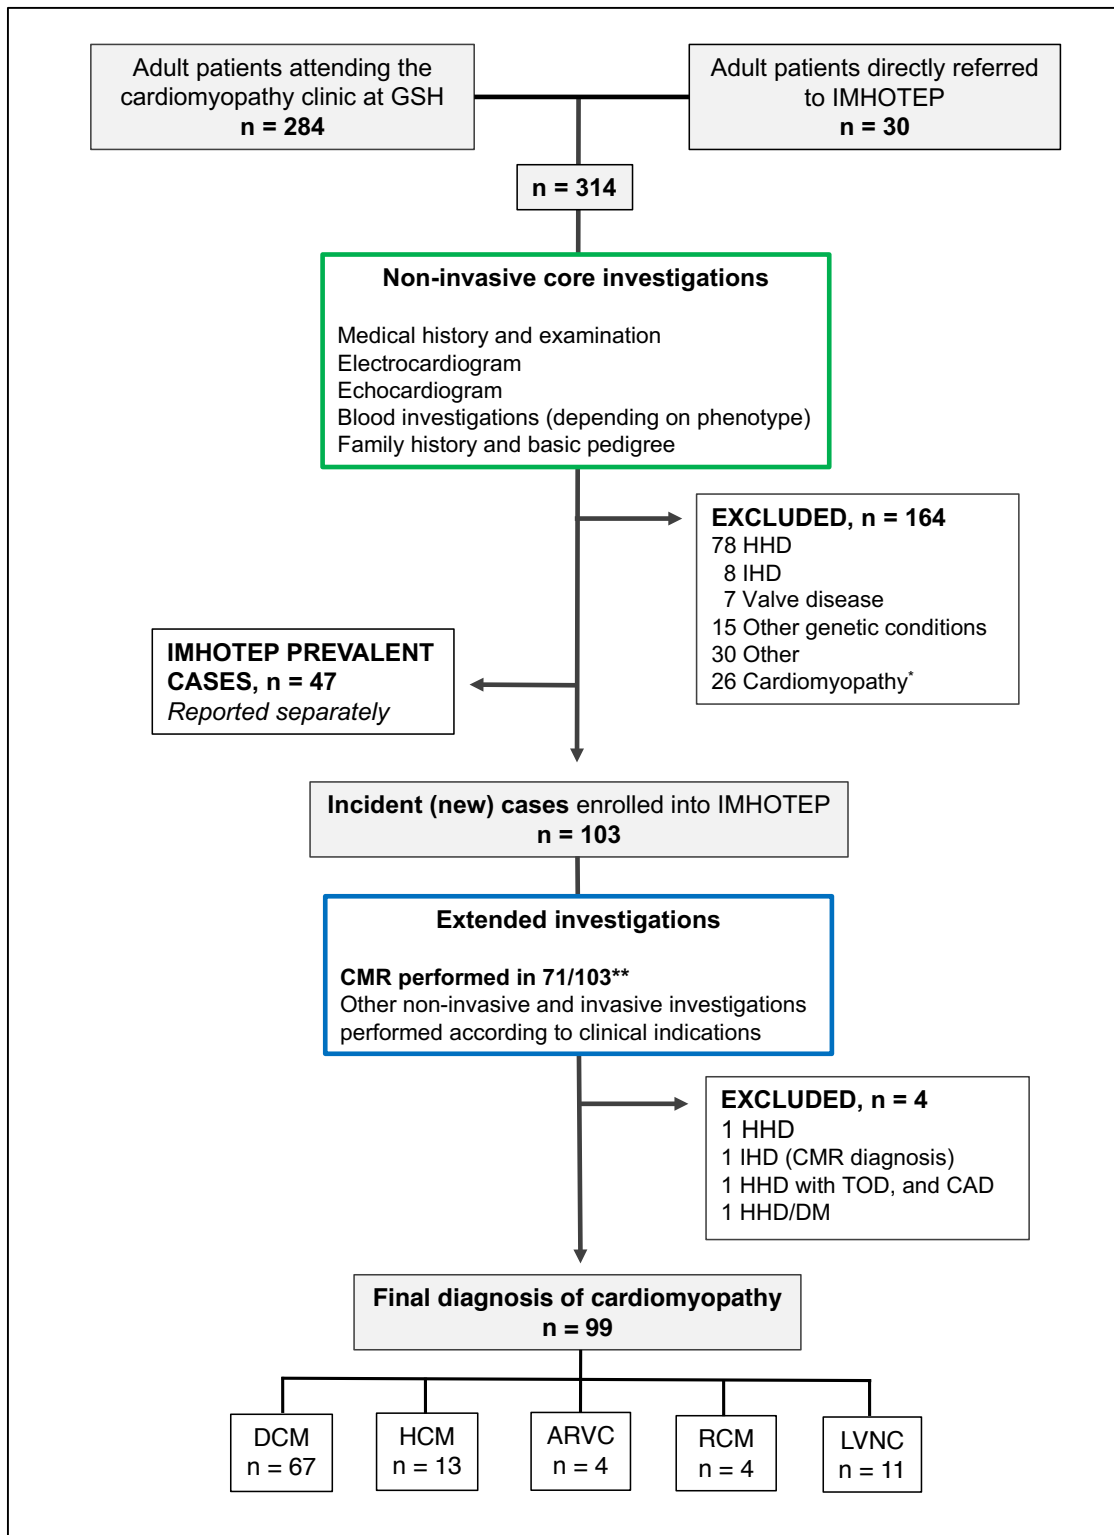 Adult patients attending the
cardiomyopathy clinic at GSH
n = 284
Adult patients directly referred
to IMHOTEP
n = 30
n = 314
Non-invasive core investigations
Medical history and examination
Electrocardiogram
Echocardiogram
Blood investigations (depending on phenotype)
Family history and basic pedigree
EXCLUDED, n = 164
78 HHD
8 IHD
7 Valve disease
15 Other genetic conditions
30 Other
26 Cardiomyopathy*
IMHOTEP PREVALENT
CASES, n = 47
Reported separately
Incident (new) cases enrolled into IMHOTEP
n = 103
Extended investigations
CMR performed in 71/103**
Other non-invasive and invasive investigations
performed according to clinical indications
EXCLUDED, n = 4
1 HHD
1 IHD (CMR diagnosis)
1 HHD with TOD, and CAD
1 HHD/DM
Final diagnosis of cardiomyopathy
n = 99
DCM
n = 67
HCM
n = 13
ARVC
n = 4
RCM
n = 4
LVNC
n = 11